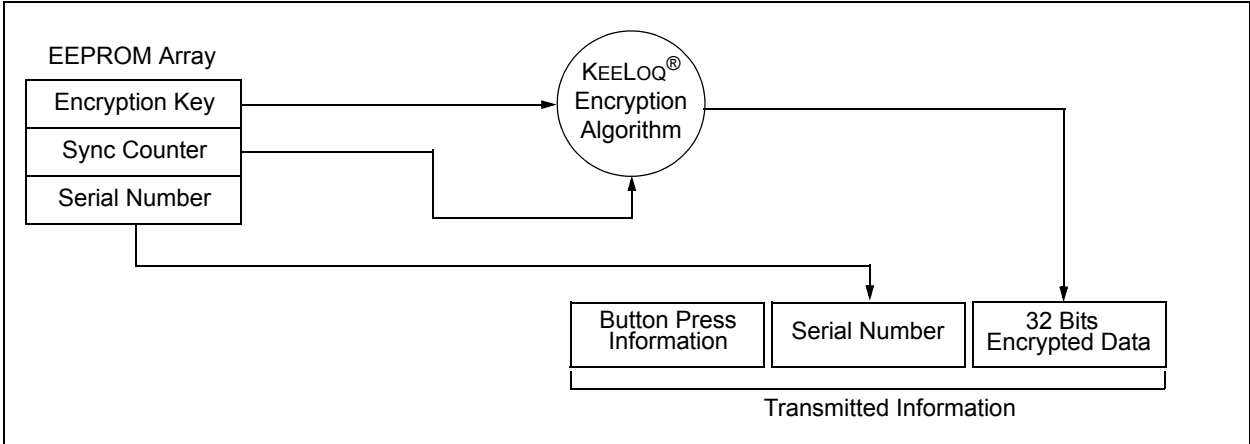 EEPROM Array
Encryption Key
Sync Counter
Serial Number
KEELOQ®
Encryption
Algorithm
Button Press
Information
Serial Number
32 Bits
Encrypted Data
Transmitted Information